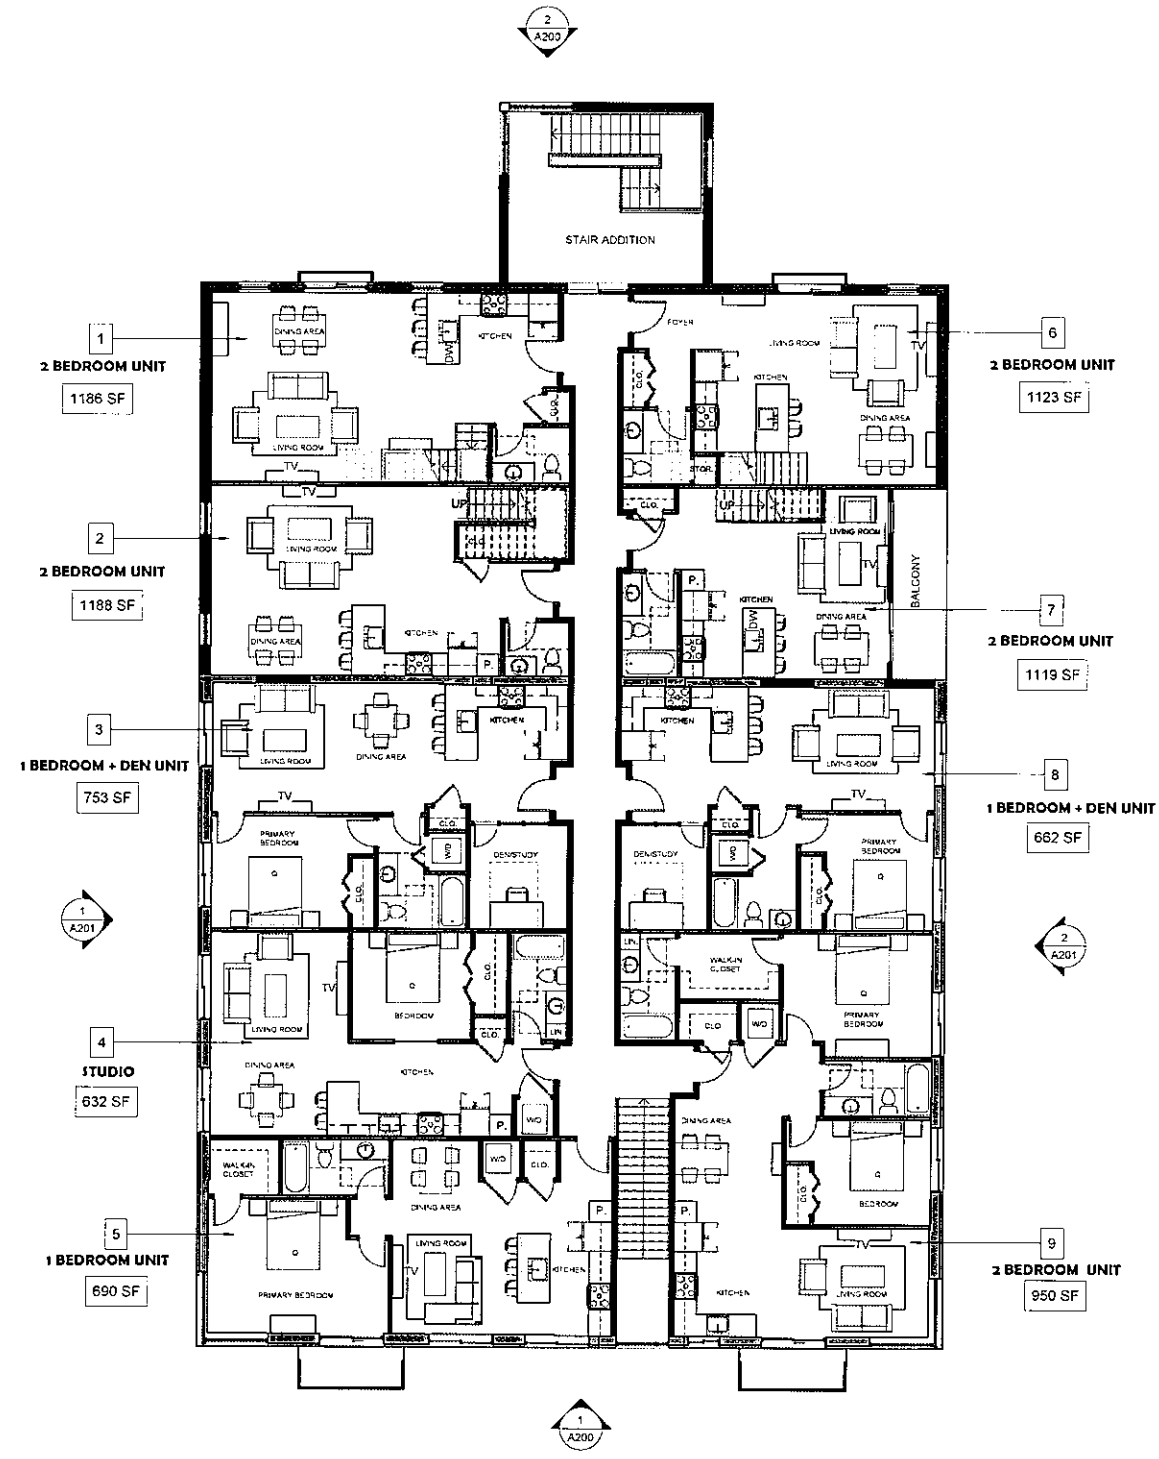 2
A200
STAIR ADDITION
1
2 BEDROOM UNIT
1186 SF
DINING AREA
KITCHEN
DW
CLO.
LIVING ROOM
TV
6
2 BEDROOM UNIT
1123 SF
FOYER
LIVING ROOM
TV
CLO.
KITCHEN
DINING AREA
STOR.
2
2 BEDROOM UNIT
1188 SF
TV
LIVING ROOM
UP
CLO.
DINING AREA
KITCHEN
P.
7
2 BEDROOM UNIT
1119 SF
CLO.
UP
LIVING ROOM
TV
BALCONY
P.
KITCHEN
DW
DINING AREA
3
1 BEDROOM + DEN UNIT
753 SF
LIVING ROOM
DINING AREA
KITCHEN
TV
CLO.
PRIMARY
BEDROOM
W/D
DEN/STUDY
Q
CLO.
8
1 BEDROOM + DEN UNIT
662 SF
KITCHEN
LIVING ROOM
TV
CLO.
DEN/STUDY
W/D
PRIMARY
BEDROOM
Q
CLO.
1
A201
2
A201
4
STUDIO
632 SF
LIVING ROOM
TV
Q
BEDROOM
CLO.
CLO.
LIN.
DINING AREA
KITCHEN
P.
W/D
LIN.
WALK-IN
CLOSET
Q
PRIMARY
BEDROOM
CLO
W/D
5
1 BEDROOM UNIT
690 SF
WALK-IN
CLOSET
W/D
CLO.
DINING AREA
Q
PRIMARY BEDROOM
LIVING ROOM
TV
P.
KITCHEN
9
2 BEDROOM UNIT
950 SF
DINING AREA
Q
BEDROOM
CLO.
P.
TV
LIVING ROOM
KITCHEN
1
A200